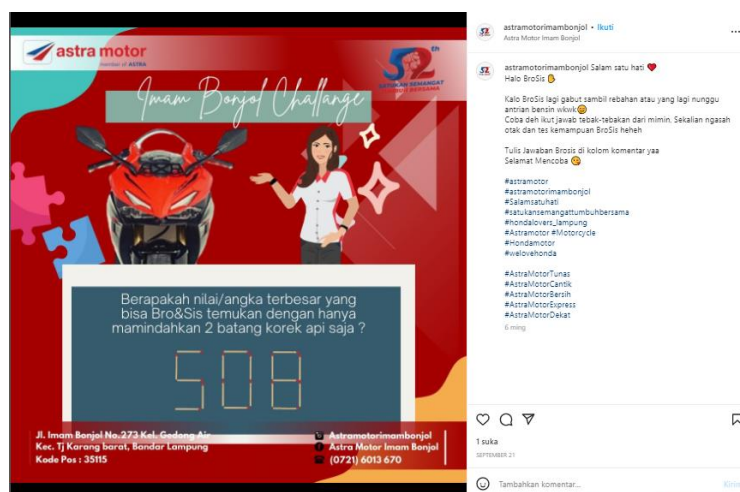 astra motor
member of ASTRA
52 th
SATUKAN SEMANGAT
TUMBUH BERSAMA
Imam Bonjol Challange
Berapakah nilai/angka terbesar yang
bisa Bro&Sis temukan dengan hanya
mamindahkan 2 batang korek api saja ?
508
Jl. Imam Bonjol No.273 Kel. Gedong Air
Kec. Tj Karang barat, Bandar Lampung
Kode Pos : 35115
Astramotorimambonjol
Astra Motor Imam Bonjol
(0721) 6013 670
astramotorimambonjol • Ikuti
Astra Motor Imam Bonjol
astramotorimambonjol Salam satu hati ❤
Halo BroSis
Kalo BroSis lagi gabut sambil rebahan atau yang lagi nunggu
antrian bensin wkwk
Coba deh ikut jawab tebak-tebakan dari mimin. Sekalian ngasah
otak dan tes kemampuan BroSis heheh
Tulis Jawaban Brosis di kolom komentar yaa
Selamat Mencoba
#astramotor
#astramotorimambonjol
#Salamsatuhati
#satukansemangattumbuhbersama
#hondalovers_lampung
#Astramotor #Motorcycle
#Hondamotor
#welovehonda
#AstraMotorTunas
#AstraMotorCantik
#AstraMotorBersih
#AstraMotorExpress
#AstraMotorDekat
6 ming
1 suka
SEPTEMBER 21
Tambahkan komentar...
Kirim